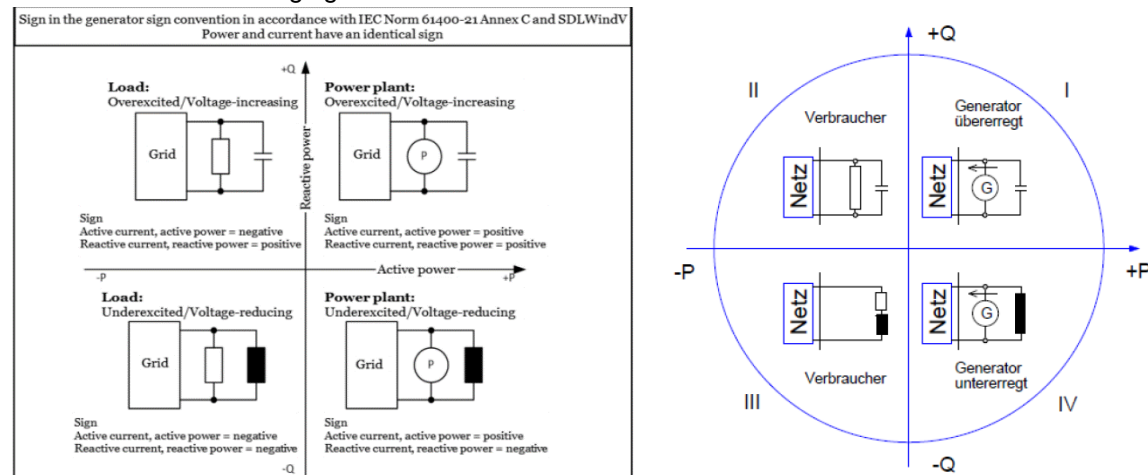 Sign in the generator sign convention in accordance with IEC Norm 61400-21 Annex C and SDLWindV
Power and current have an identical sign
+Q
Load:
Overexcited/Voltage-increasing
Grid
Sign
Active current, active power = negative
Reactive current, reactive power = positive
Reactive power
Power plant:
Overexcited/Voltage-increasing
Grid
P
Sign
Active current, active power = positive
Reactive current, reactive power = positive
-P
Active power
+P
Load:
Underexcited/Voltage-reducing
Grid
Sign
Active current, active power = negative
Reactive current, reactive power = negative
Power plant:
Underexcited/Voltage-reducing
Grid
P
Sign
Active current, active power = positive
Reactive current, reactive power = negative
-Q
+Q
II
I
Verbraucher
Netz
Generator
übererregt
Netz
G
-P
+P
Netz
Verbraucher
Netz
G
Generator
untererregt
III
IV
-Q